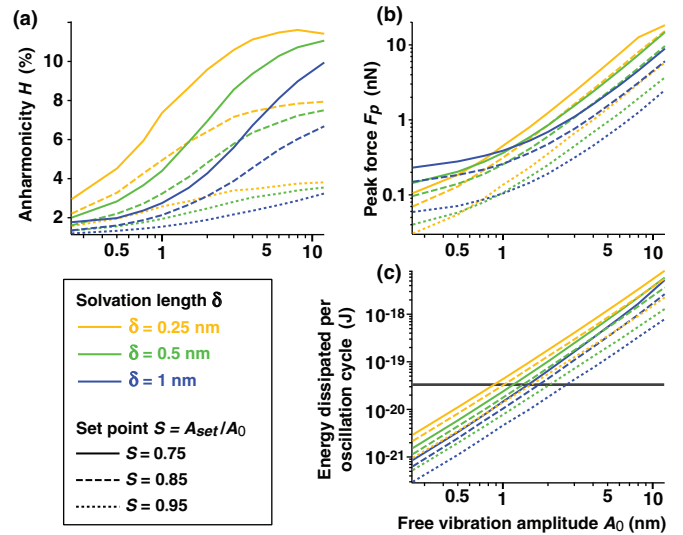 (a)
Anharmonicity H (%)
10
8
6
4
2
0.5
1
5
10
(b)
Peak force Fp (nN)
10
1
0.1
0.5
1
5
10
Solvation length δ
δ = 0.25 nm
δ = 0.5 nm
δ = 1 nm
Set point S = Aset/A0
S = 0.75
S = 0.85
S = 0.95
(c)
Energy dissipated per
oscillation cycle (J)
10-18
10-19
10-20
10-21
0.5
1
5
10
Free vibration amplitude A0 (nm)